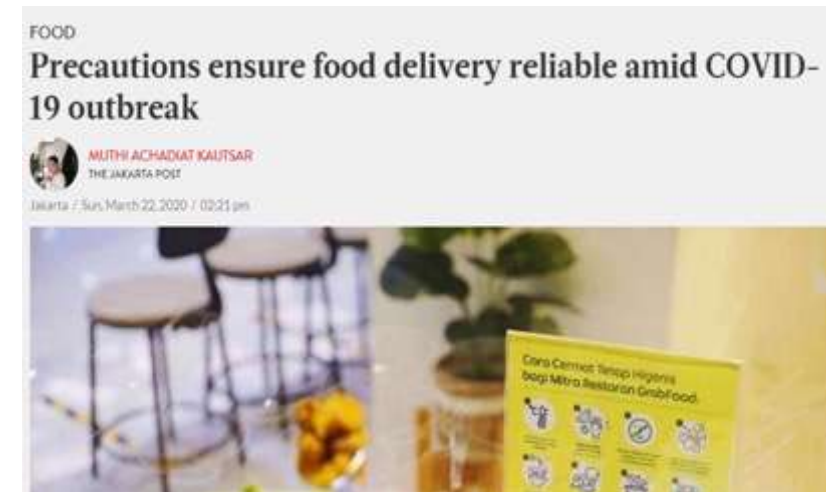 FOOD
Precautions ensure food delivery reliable amid COVID-
19 outbreak
MUTHI ACHADIAT KAUTSAR
THE JAKARTA POST
Jakarta / Sun, March 22, 2020 / 02:21 pm
Cara Cermat Tetap Higienis
bagi Mitra Restoran GrabFood